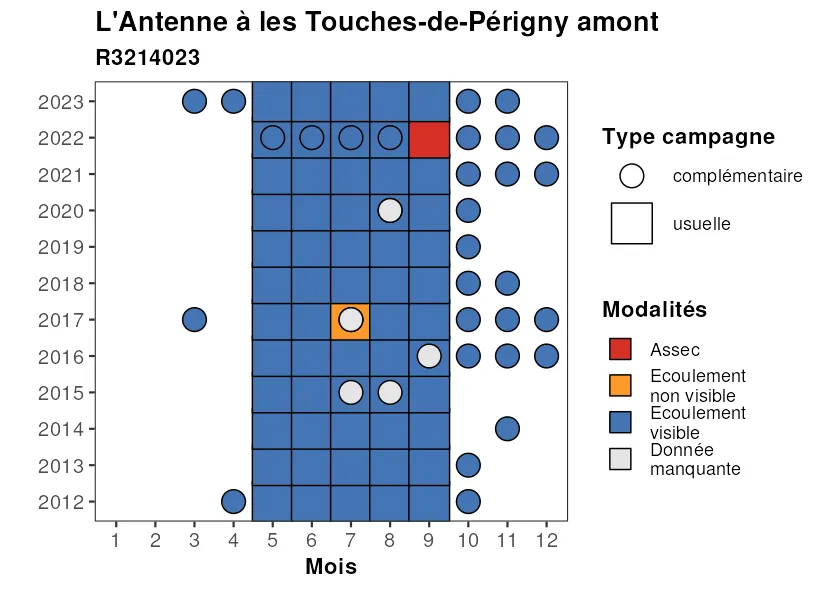 L'Antenne à les Touches-de-Périgny amont
R3214023
2023
2022
2021
2020
2019
2018
2017
2016
2015
2014
2013
2012
1 2 3 4 5 6 7 8 9 10 11 12
Mois
Type campagne
complémentaire
usuelle
Modalités
Assec
Ecoulement
non visible
Ecoulement
visible
Donnée
manquante